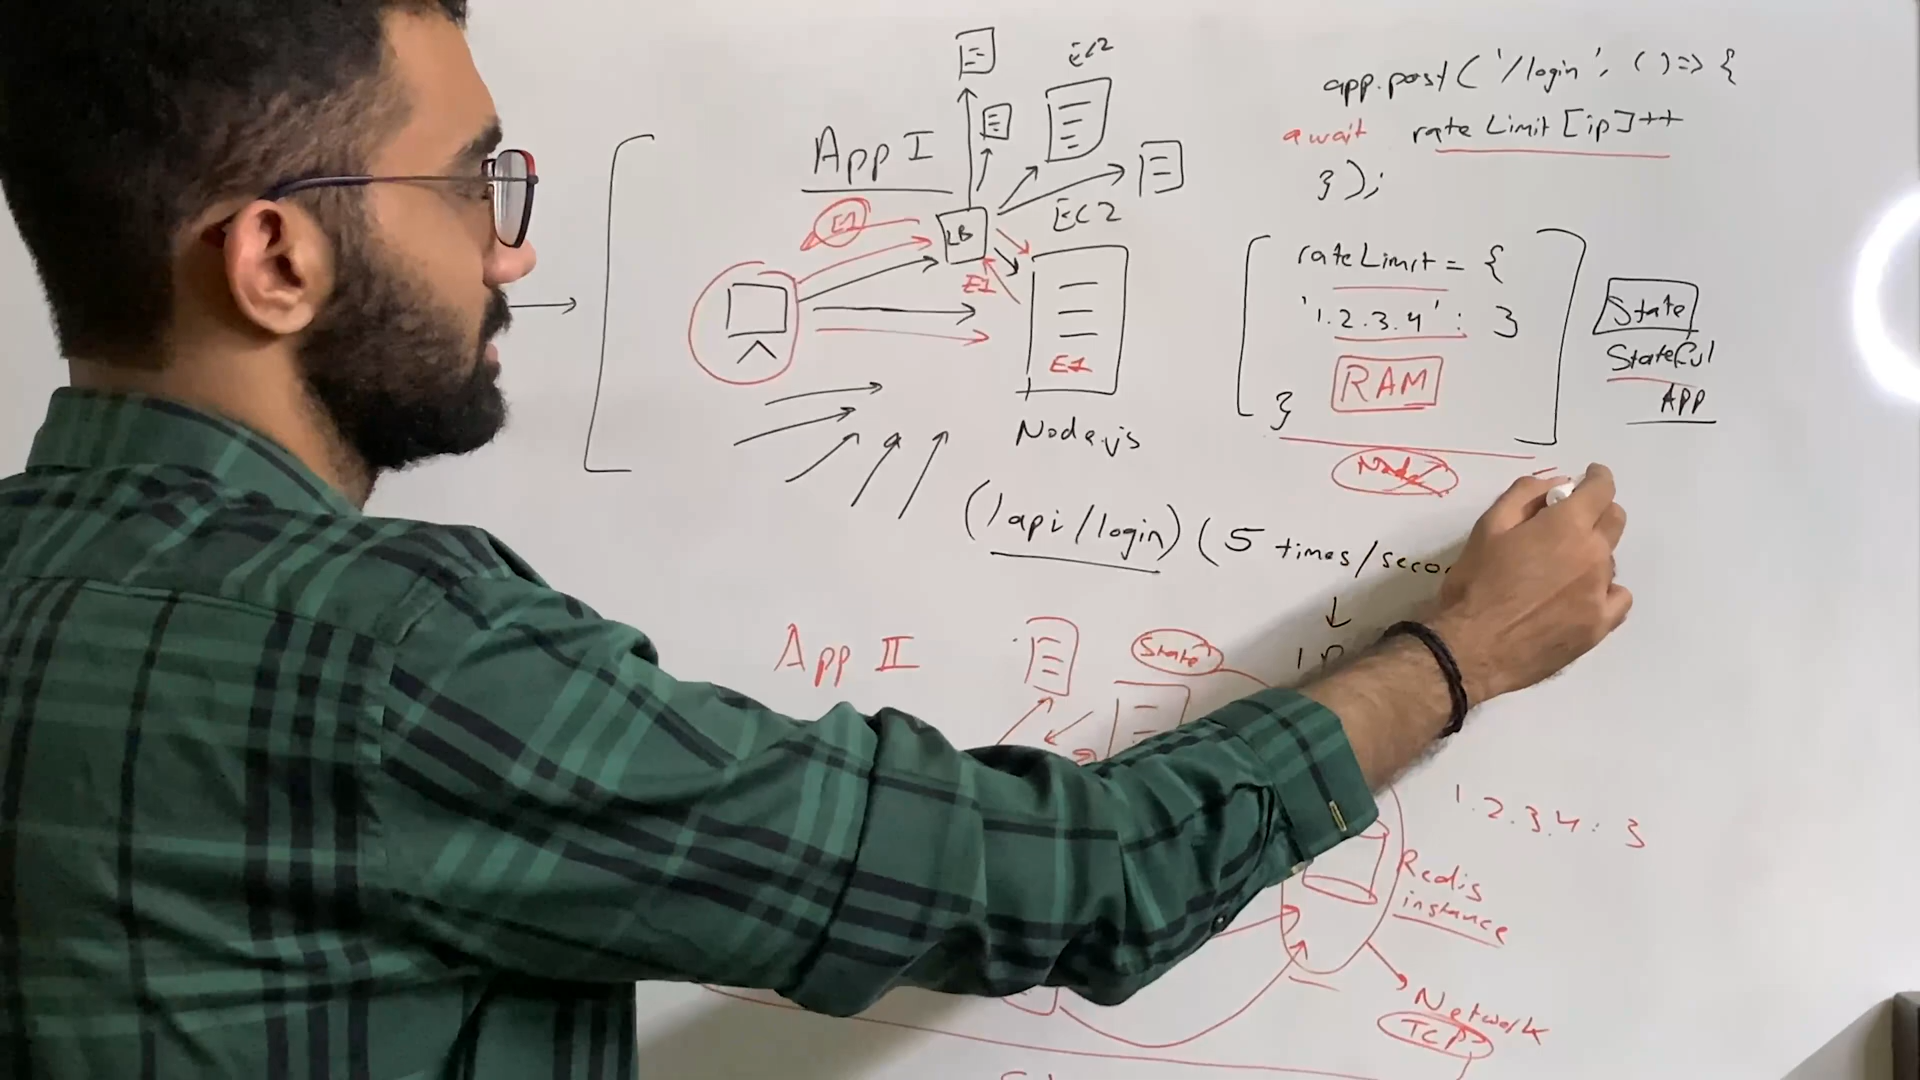 App I
EC2
EC2
LB
E1
E1
E1
Node.js
app.post('/login', () => {
await rateLimit[ip]++
});
rateLimit = {
'1.2.3.4': 3
RAM
}
State
Stateful
APP
(/api/login) (5 times/seco
App II
State
1.2.3.4: 3
Redis
instance
Network
TCP